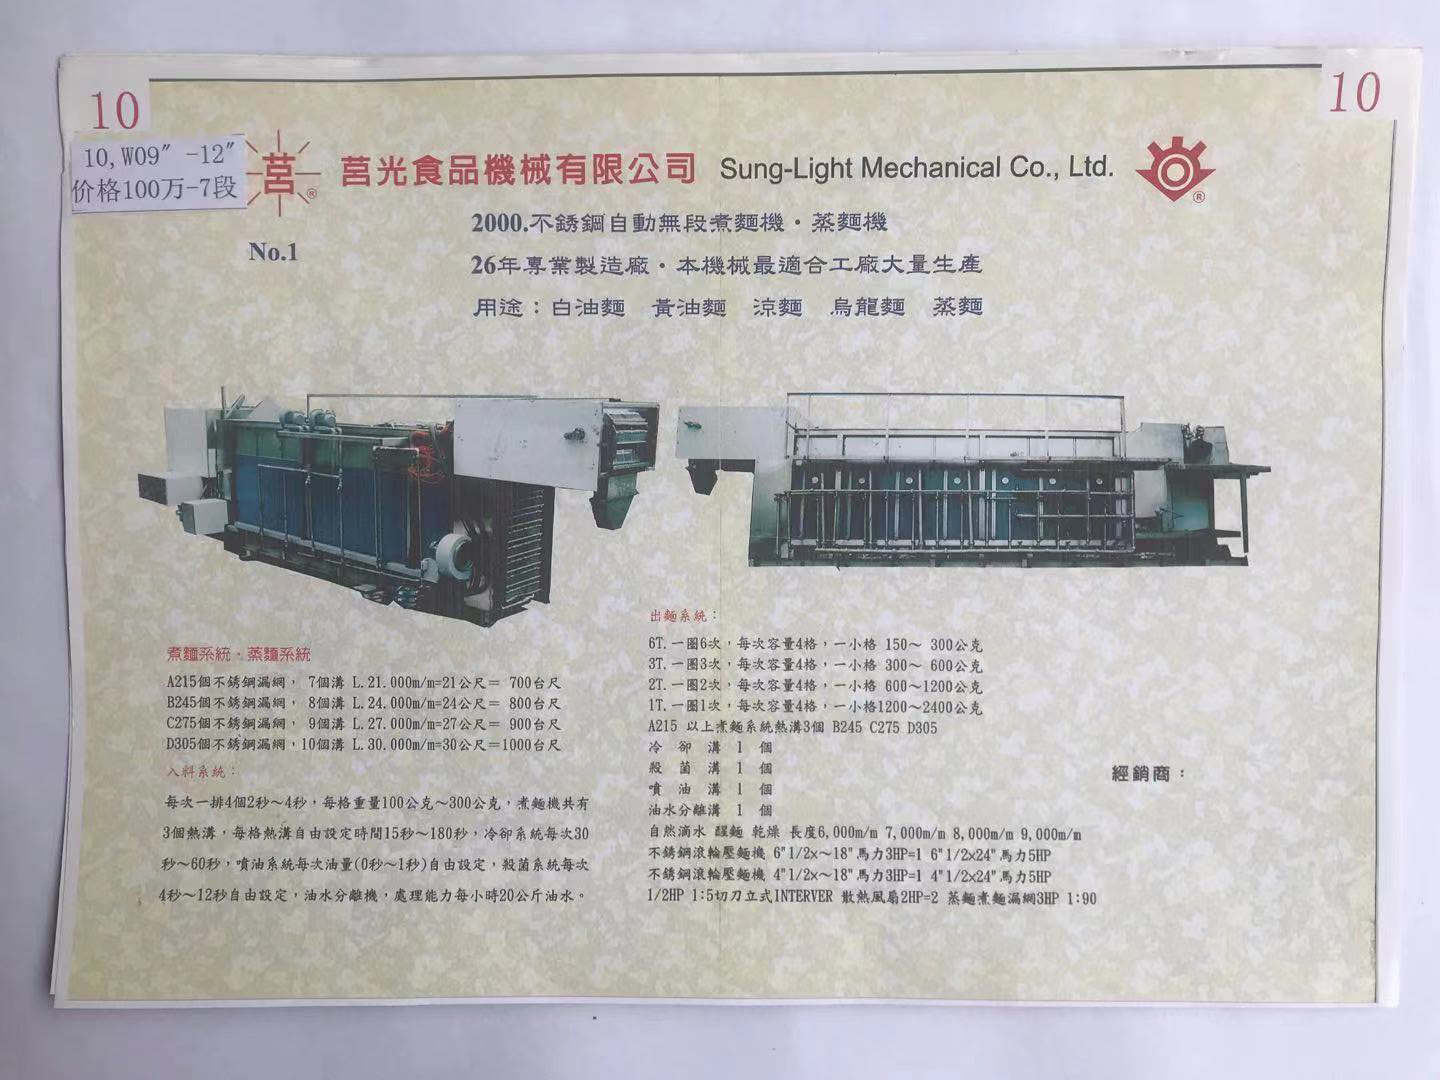 10
10
10,W09″ -12″
价格100万-7段
莒
®
莒光食品機械有限公司 Sung-Light Mechanical Co., Ltd.
®
No.1
2000.不銹鋼自動無段煮麵機・蒸麵機
26年專業製造廠・本機械最適合工廠大量生產
用途：白油麵 黃油麵 涼麵 烏龍麵 蒸麵
煮麵系統・蒸麵系統
A215個不銹鋼漏網， 7個溝 L.21.000m/m=21公尺＝ 700台尺
B245個不銹鋼漏網， 8個溝 L.24.000m/m=24公尺＝ 800台尺
C275個不銹鋼漏網， 9個溝 L.27.000m/m=27公尺＝ 900台尺
D305個不銹鋼漏網，10個溝 L.30.000m/m=30公尺＝1000台尺
入料系統：
每次一排4個2秒～4秒，每格重量100公克～300公克，煮麵機共有
3個熱溝，每格熱溝自由設定時間15秒～180秒，冷卻系統每次30
秒～60秒，噴油系統每次油量(0秒～1秒)自由設定，殺菌系統每次
4秒～12秒自由設定，油水分離機，處理能力每小時20公斤油水。
出麵系統：
6T.一圈6次，每次容量4格，一小格 150～ 300公克
3T.一圈3次，每次容量4格，一小格 300～ 600公克
2T.一圈2次，每次容量4格，一小格 600～1200公克
1T.一圈1次，每次容量4格，一小格1200～2400公克
A215 以上煮麵系統熱溝3個 B245 C275 D305
冷 卻 溝 1 個
殺 菌 溝 1 個
噴 油 溝 1 個
油水分離溝 1 個
自然滴水 醒麵 乾燥 長度6,000m/m 7,000m/m 8,000m/m 9,000m/m
不銹鋼滾輪壓麵機 6"1/2x～18"馬力3HP=1 6"1/2x24"馬力5HP
不銹鋼滾輪壓麵機 4"1/2x～18"馬力3HP=1 4"1/2x24"馬力5HP
1/2HP 1:5切刀立式INTERVER 散熱風扇2HP=2 蒸麵煮麵漏網3HP 1:90
經銷商：